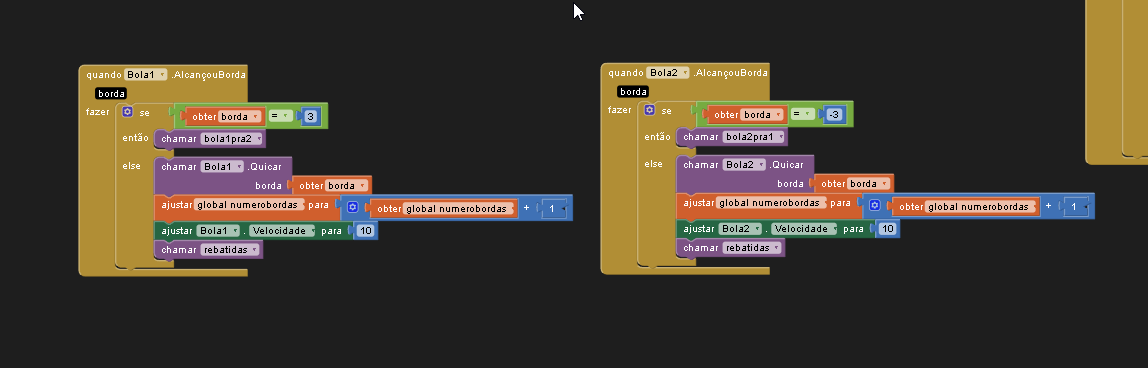 quando Bola1 .AlcançouBorda
borda
fazer se obter borda = 3
então chamar bola1pra2
else chamar Bola1 .Quicar
borda obter borda
ajustar global numerobordas para obter global numerobordas + 1
ajustar Bola1 . Velocidade para 10
chamar rebatidas
quando Bola2 .AlcançouBorda
borda
fazer se obter borda = -3
então chamar bola2pra1
else chamar Bola2 .Quicar
borda obter borda
ajustar global numerobordas para obter global numerobordas + 1
ajustar Bola2 . Velocidade para 10
chamar rebatidas